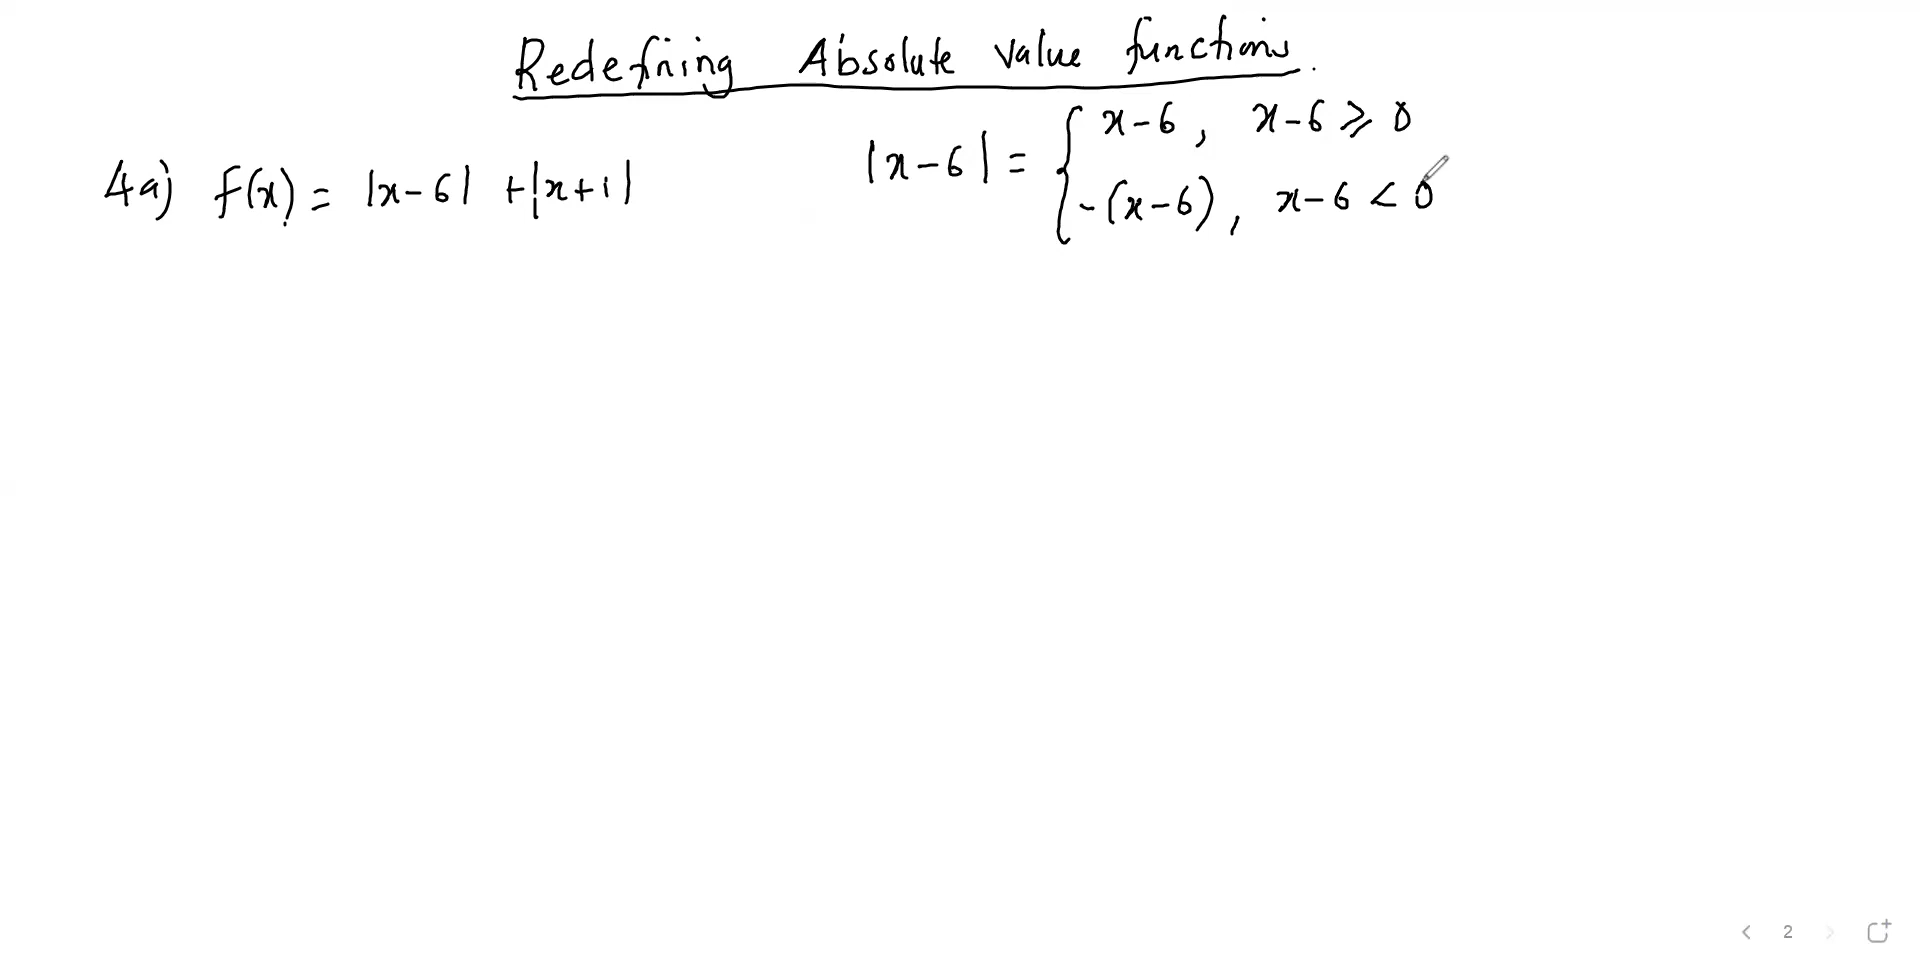 Redefining Absolute value functions.
4a) f(x) = |x-6| + |x+1|
|x-6| = { x-6 , x-6 ⩾ 0
-(x-6) , x-6 < 0
2